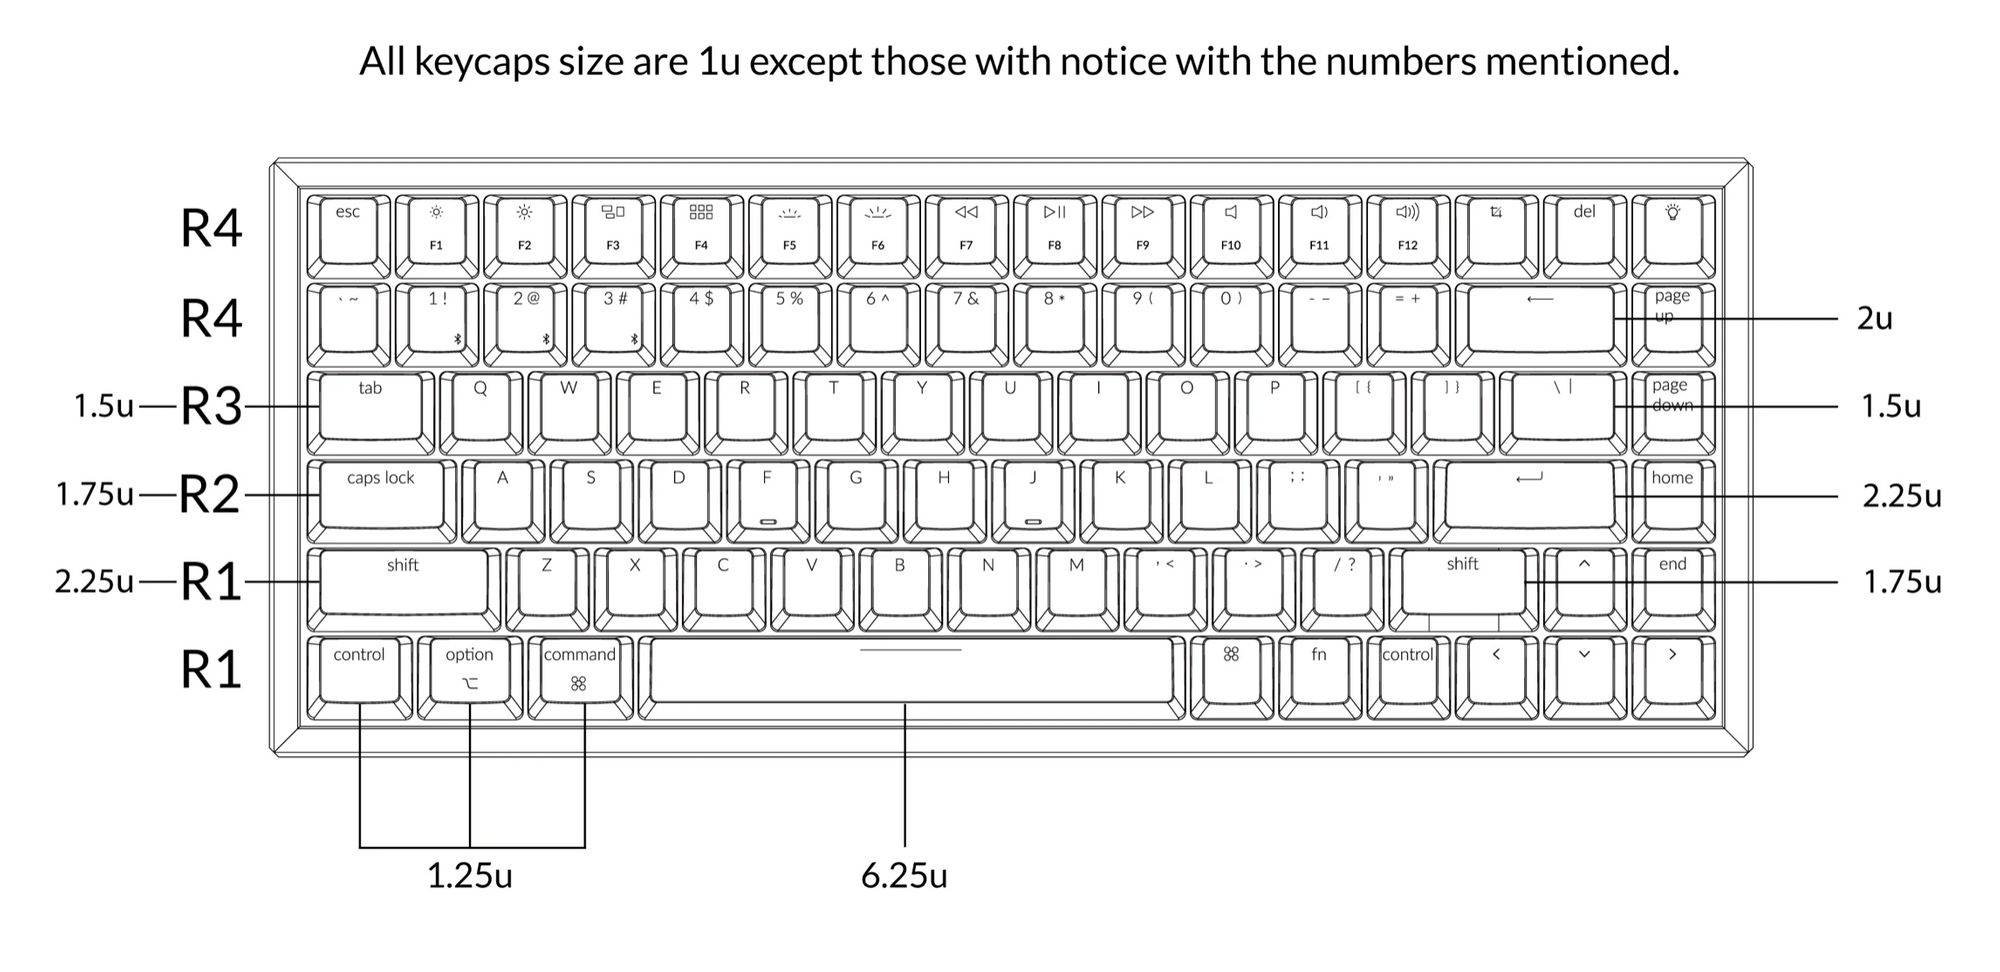 All keycaps size are 1u except those with notice with the numbers mentioned.
R4 esc F1 F2 F3 F4 F5 F6 F7 F8 F9 F10 F11 F12 del
R4 ` ~ 1 ! 2 @ 3 # 4 $ 5 % 6 ^ 7 & 8 * 9 ( 0 ) - – = + ← page up 2u
1.5u R3 tab Q W E R T Y U I O P [ { ] } \ | page down 1.5u
1.75u R2 caps lock A S D F G H J K L ; : ' " home 2.25u
2.25u R1 shift Z X C V B N M , < . > / ? shift ^ end 1.75u
R1 control option ⌥ command ⌘ ⌘ fn control < ⌄ >
1.25u 6.25u